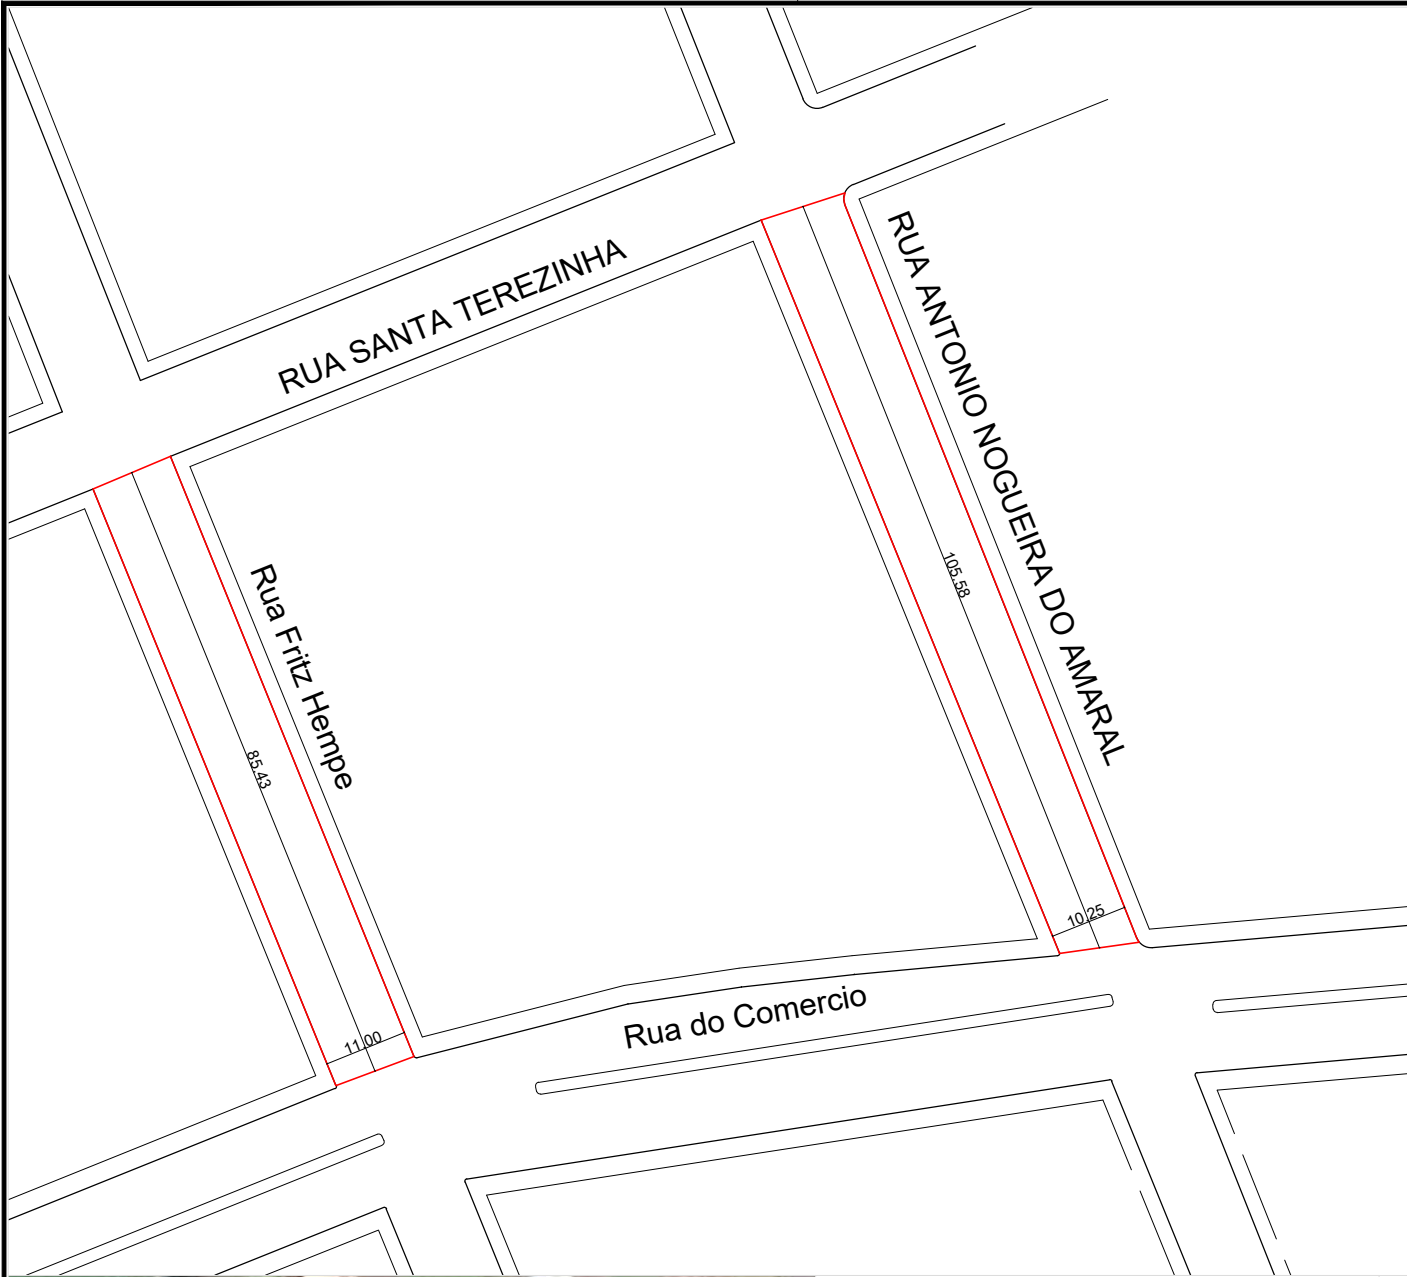 RUA SANTA TEREZINHA
RUA ANTONIO NOGUEIRA DO AMARAL
105.58
Rua Fritz Hempe
85.43
10.25
Rua do Comercio
11.00